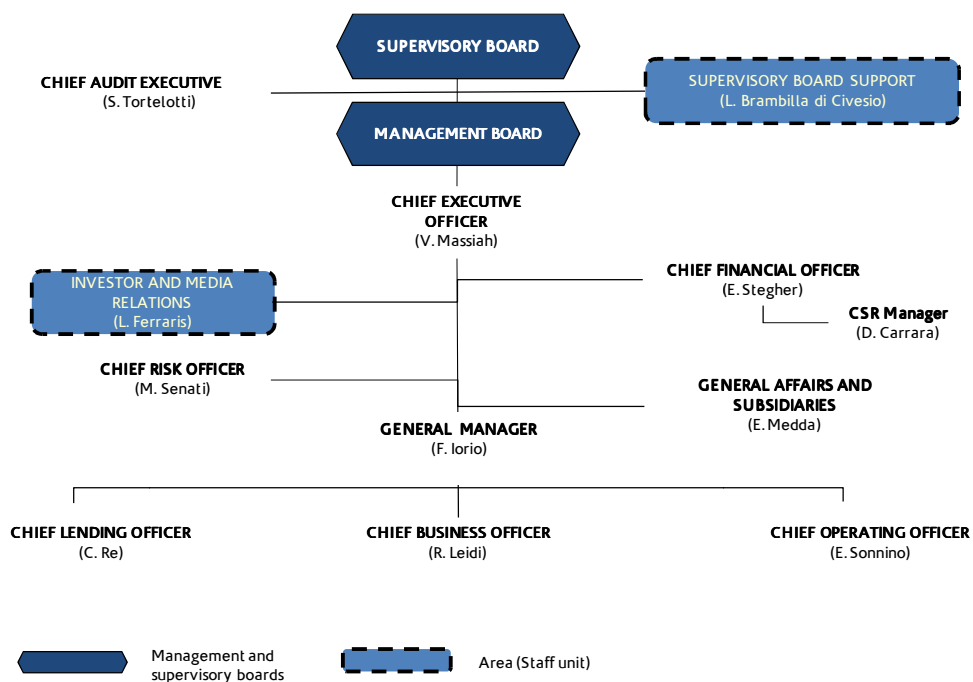 SUPERVISORY BOARD
CHIEF AUDIT EXECUTIVE
(S. Tortelotti)
SUPERVISORY BOARD SUPPORT
(L. Brambilla di Civesio)
MANAGEMENT BOARD
CHIEF EXECUTIVE
OFFICER
(V. Massiah)
INVESTOR AND MEDIA
RELATIONS
(L. Ferraris)
CHIEF FINANCIAL OFFICER
(E. Stegher)
CSR Manager
(D. Carrara)
CHIEF RISK OFFICER
(M. Senati)
GENERAL AFFAIRS AND
SUBSIDIARIES
(E. Medda)
GENERAL MANAGER
(F. Iorio)
CHIEF LENDING OFFICER
(C. Re)
CHIEF BUSINESS OFFICER
(R. Leidi)
CHIEF OPERATING OFFICER
(E. Sonnino)
Management and
supervisory boards
Area (Staff unit)